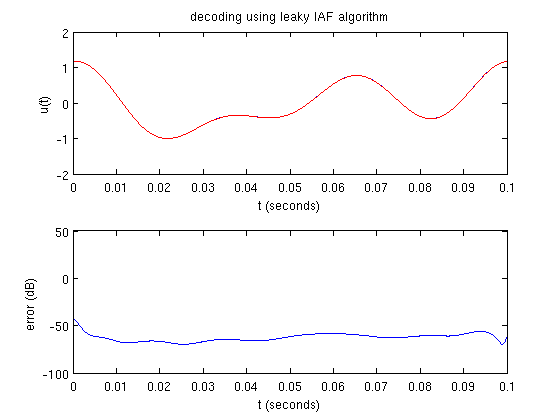 decoding using leaky IAF algorithm
2
1
0
-1
-2
u(t)
0 0.01 0.02 0.03 0.04 0.05 0.06 0.07 0.08 0.09 0.1
t (seconds)
50
0
-50
-100
error (dB)
0 0.01 0.02 0.03 0.04 0.05 0.06 0.07 0.08 0.09 0.1
t (seconds)